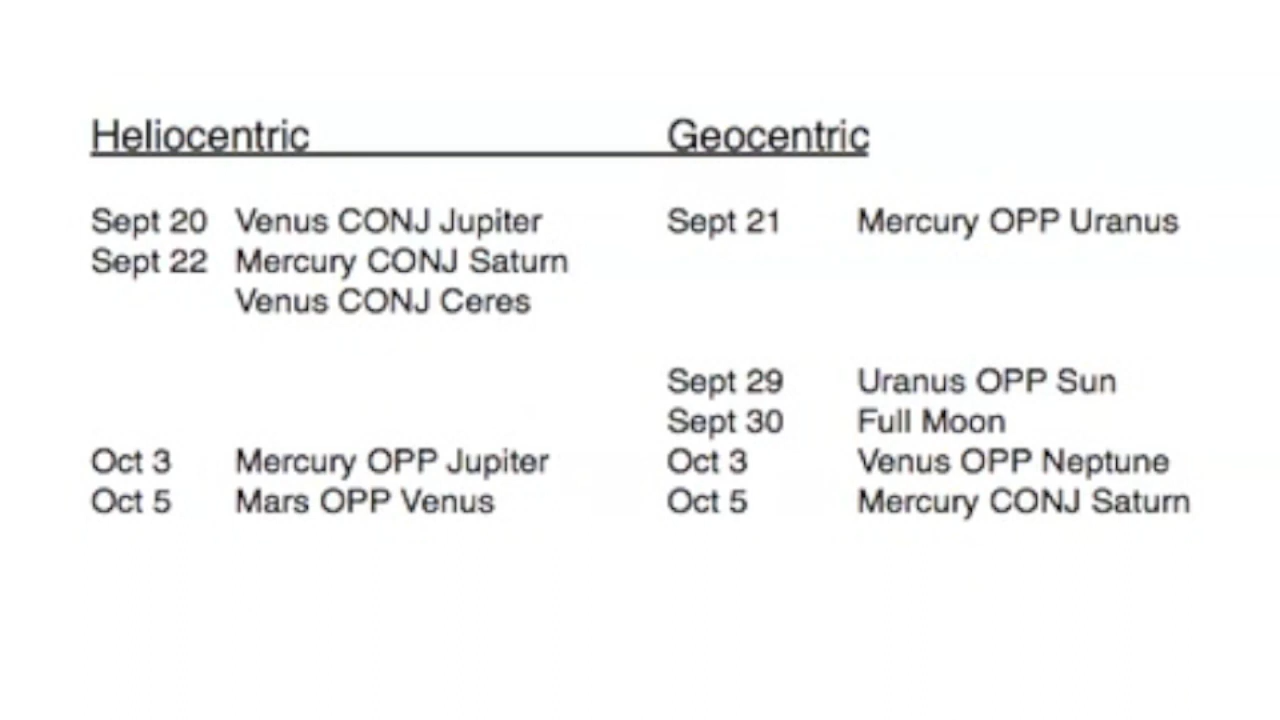 Heliocentric Geocentric
Sept 20 Venus CONJ Jupiter Sept 21 Mercury OPP Uranus
Sept 22 Mercury CONJ Saturn
Venus CONJ Ceres
Sept 29 Uranus OPP Sun
Sept 30 Full Moon
Oct 3 Mercury OPP Jupiter Oct 3 Venus OPP Neptune
Oct 5 Mars OPP Venus Oct 5 Mercury CONJ Saturn